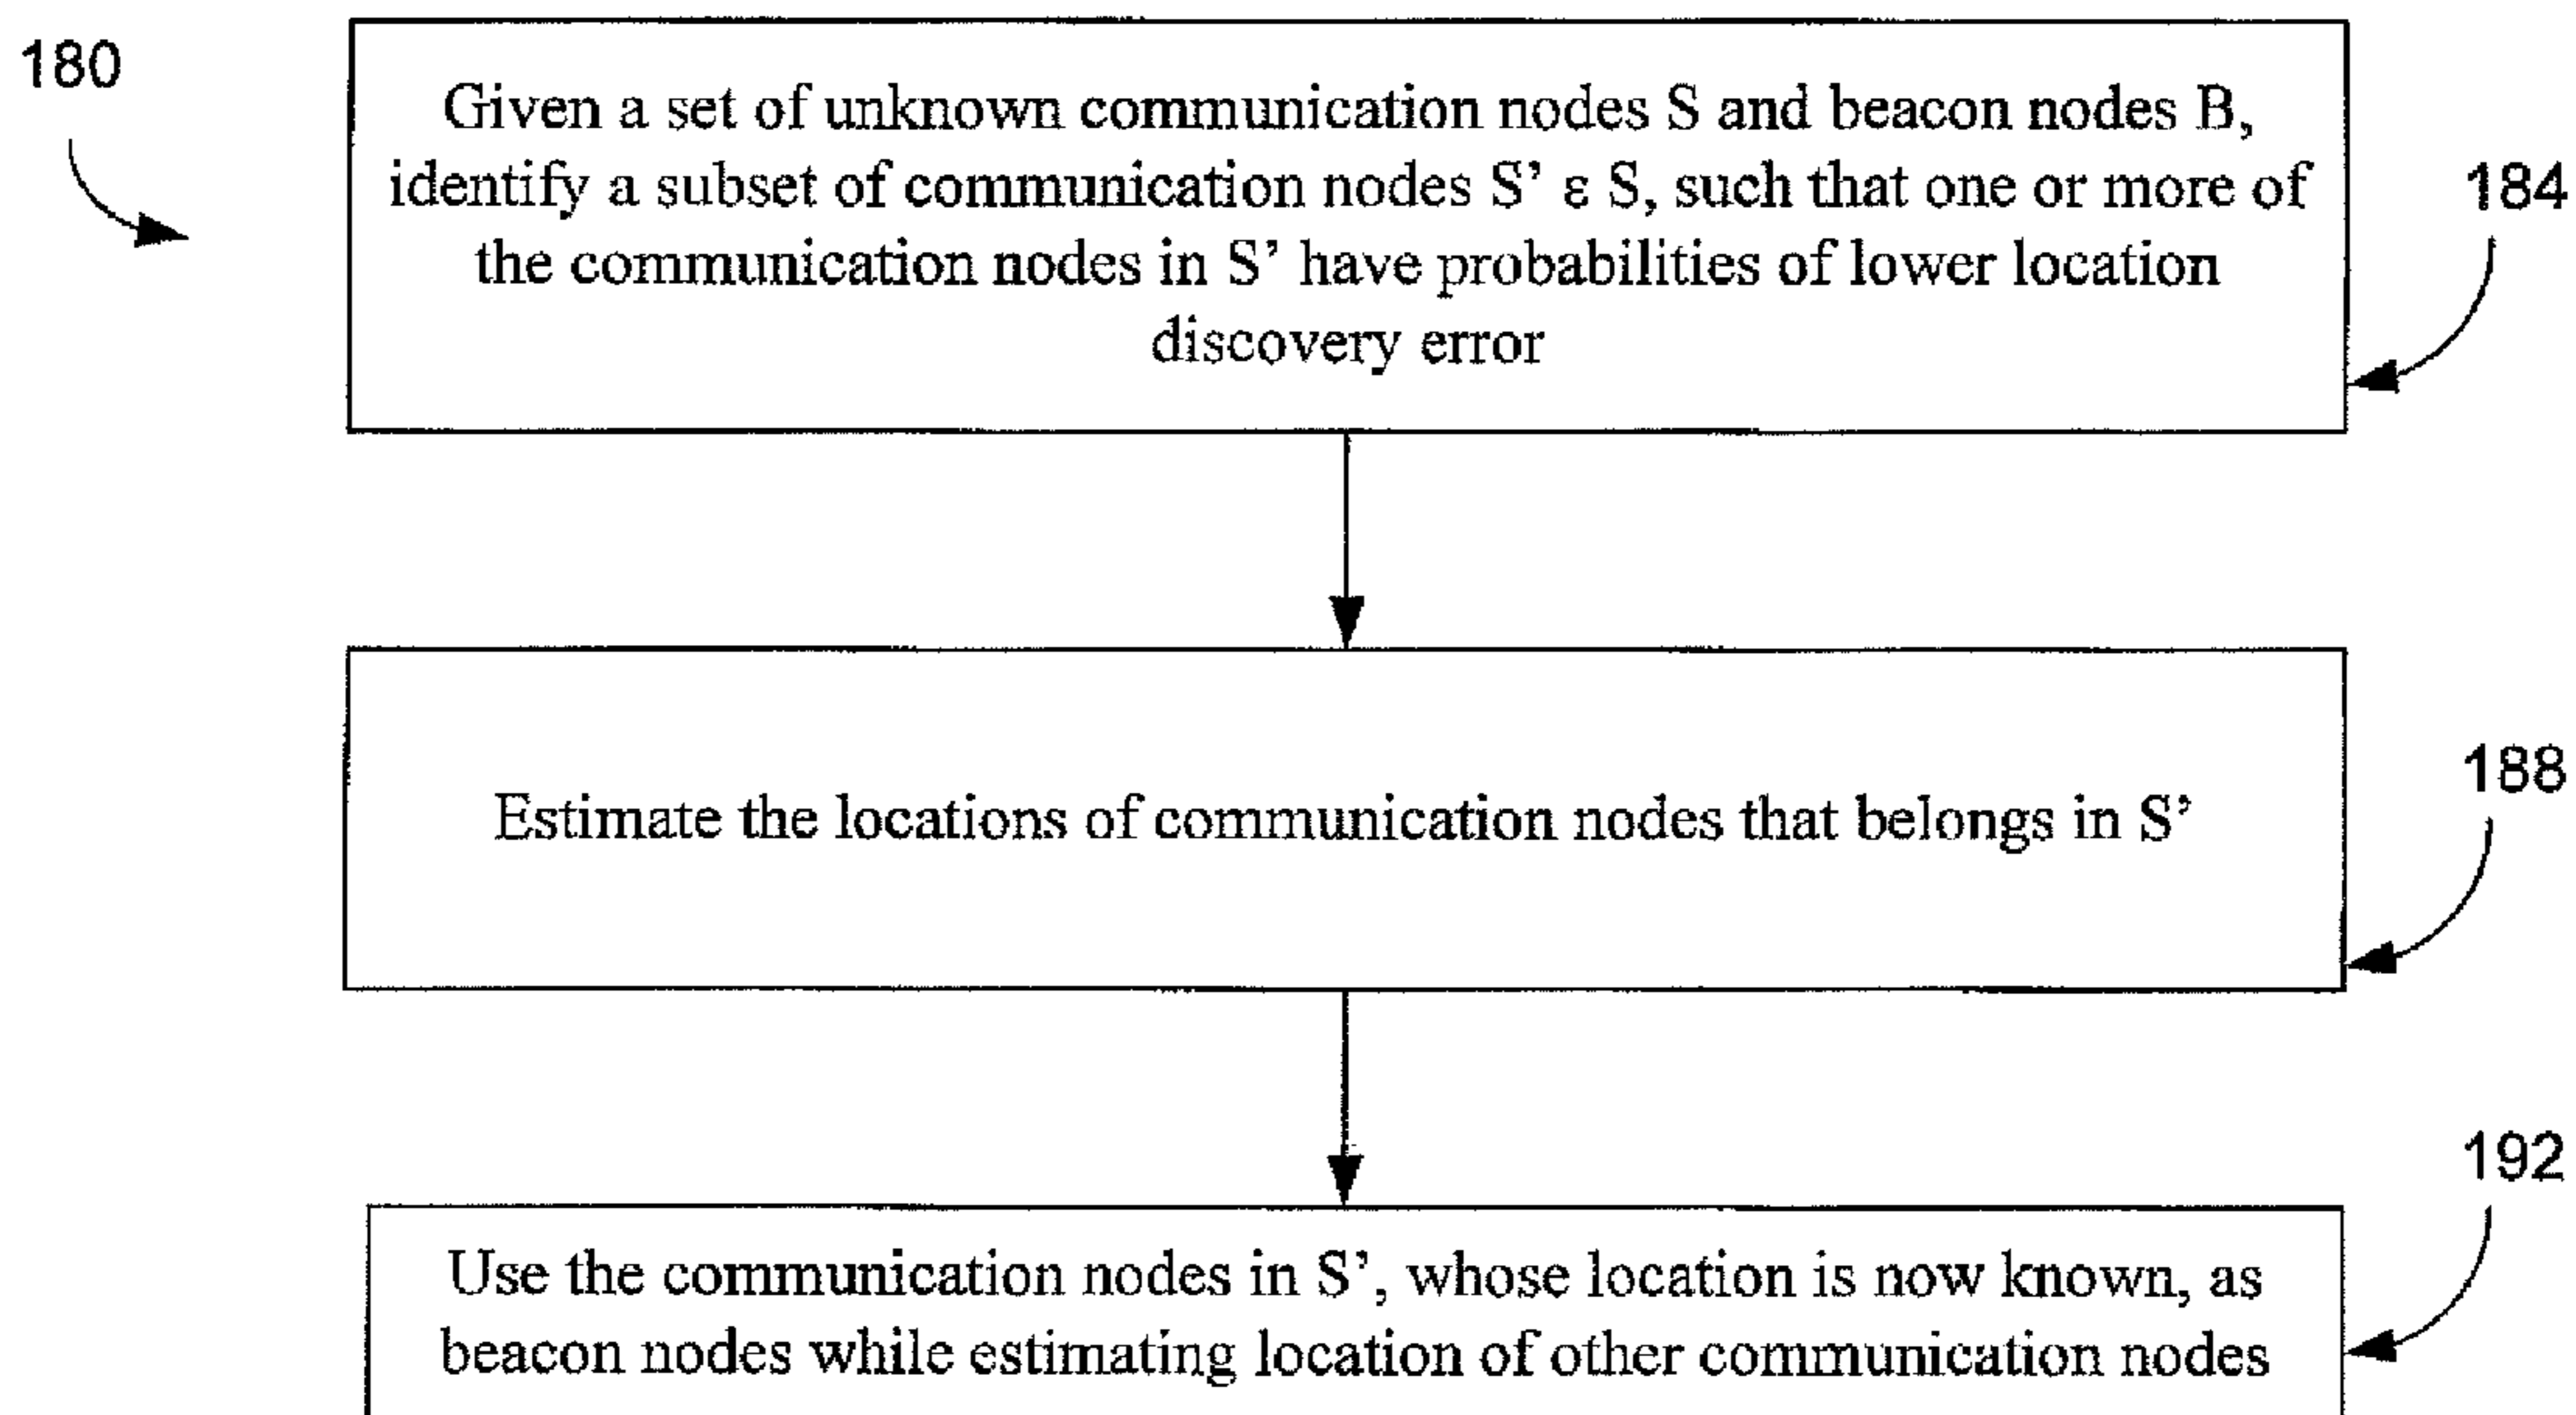 180
Given a set of unknown communication nodes S and beacon nodes B,
identify a subset of communication nodes S’ ε S, such that one or more of
the communication nodes in S’ have probabilities of lower location
discovery error
184
Estimate the locations of communication nodes that belongs in S’
188
Use the communication nodes in S’, whose location is now known, as
beacon nodes while estimating location of other communication nodes
192